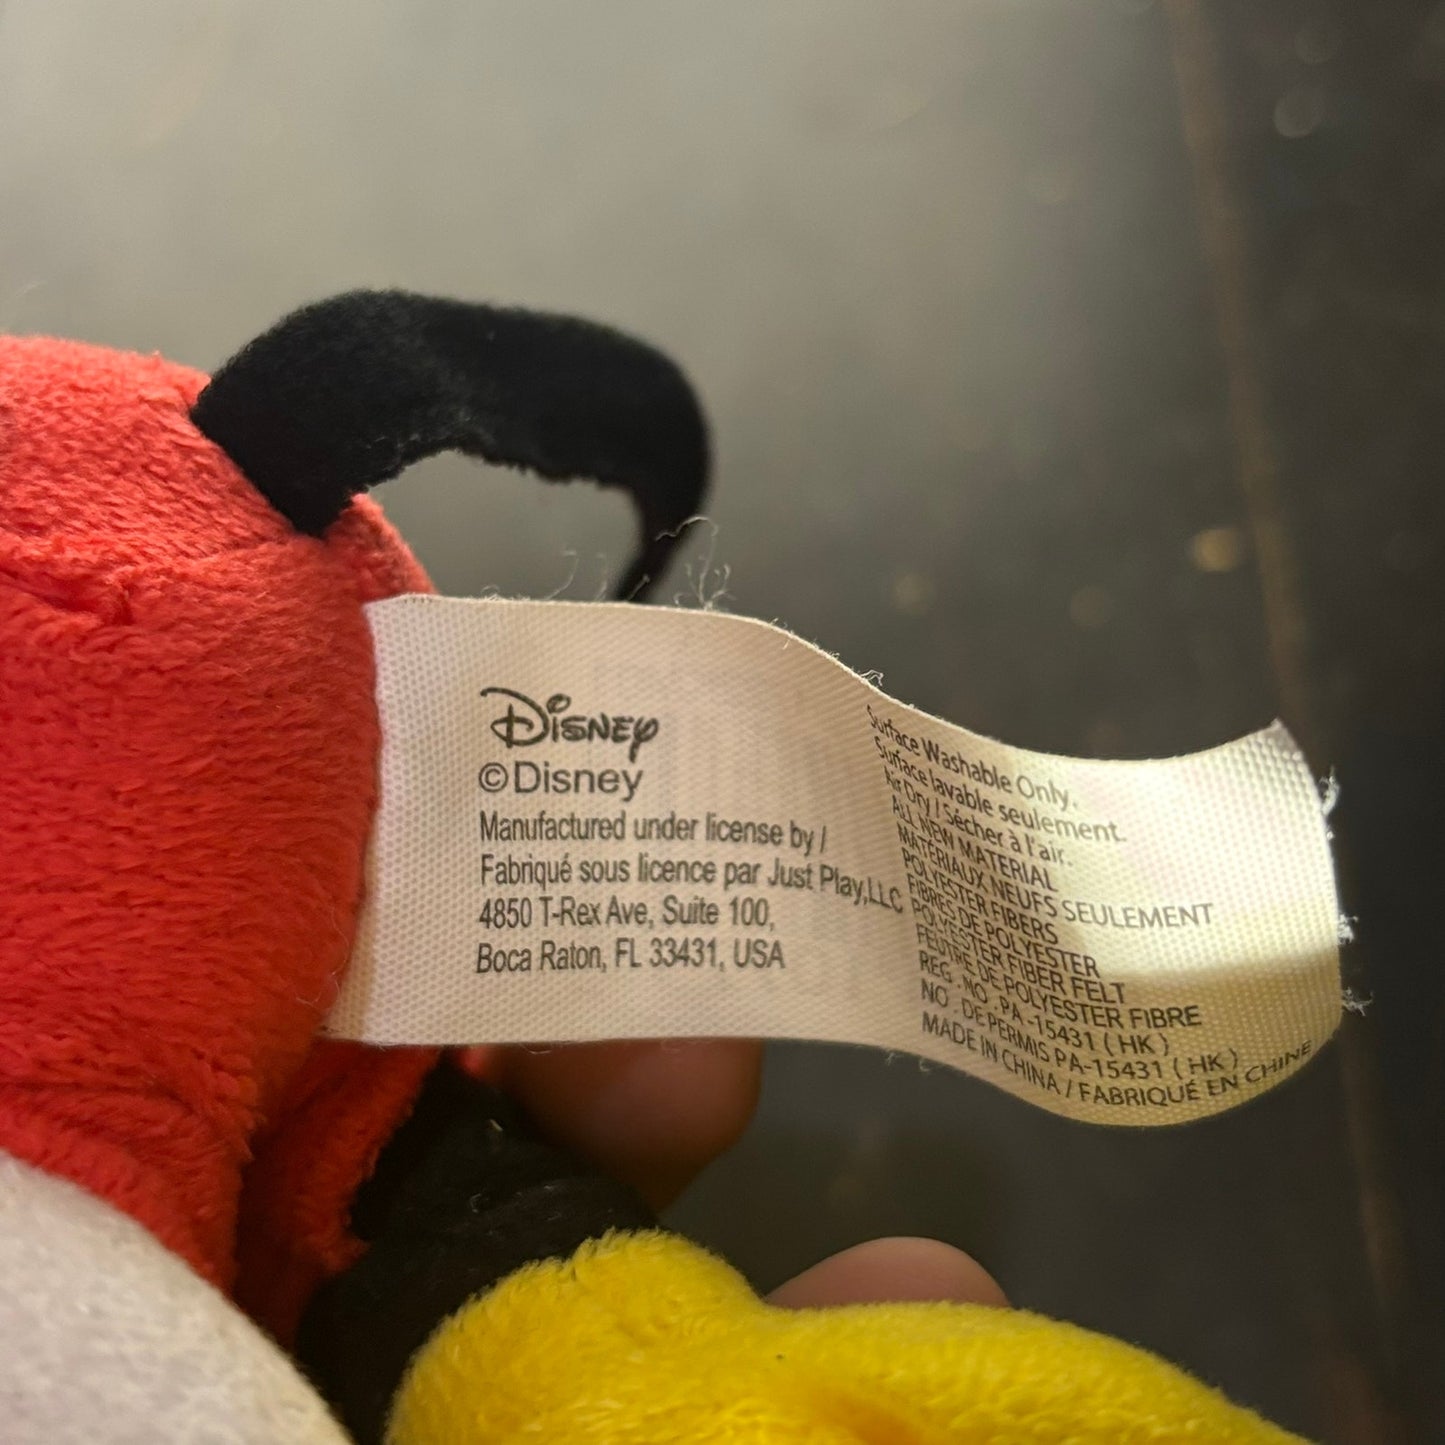 Disney
©Disney
Manufactured under license by /
Fabriqué sous licence par Just Play,LLC
4850 T-Rex Ave, Suite 100,
Boca Raton, FL 33431, USA
Surface Washable Only.
Surface lavable seulement.
Air Dry / Sécher à l'air.
ALL NEW MATERIAL
MATÉRIAUX NEUFS SEULEMENT
POLYESTER FIBERS
FIBRES DE POLYESTER
POLYESTER FIBER FELT
FEUTRE DE POLYESTER FIBRE
REG . NO . PA -15431 ( HK )
NO . DE PERMIS PA-15431 ( HK )
MADE IN CHINA / FABRIQUÉ EN CHINE